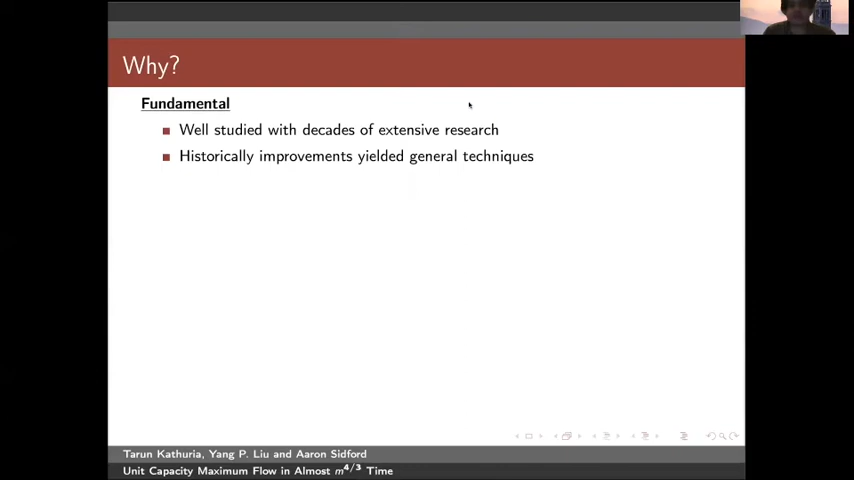 Why?
Fundamental
Well studied with decades of extensive research
Historically improvements yielded general techniques
Tarun Kathuria, Yang P. Liu and Aaron Sidford
Unit Capacity Maximum Flow in Almost m^{4/3} Time